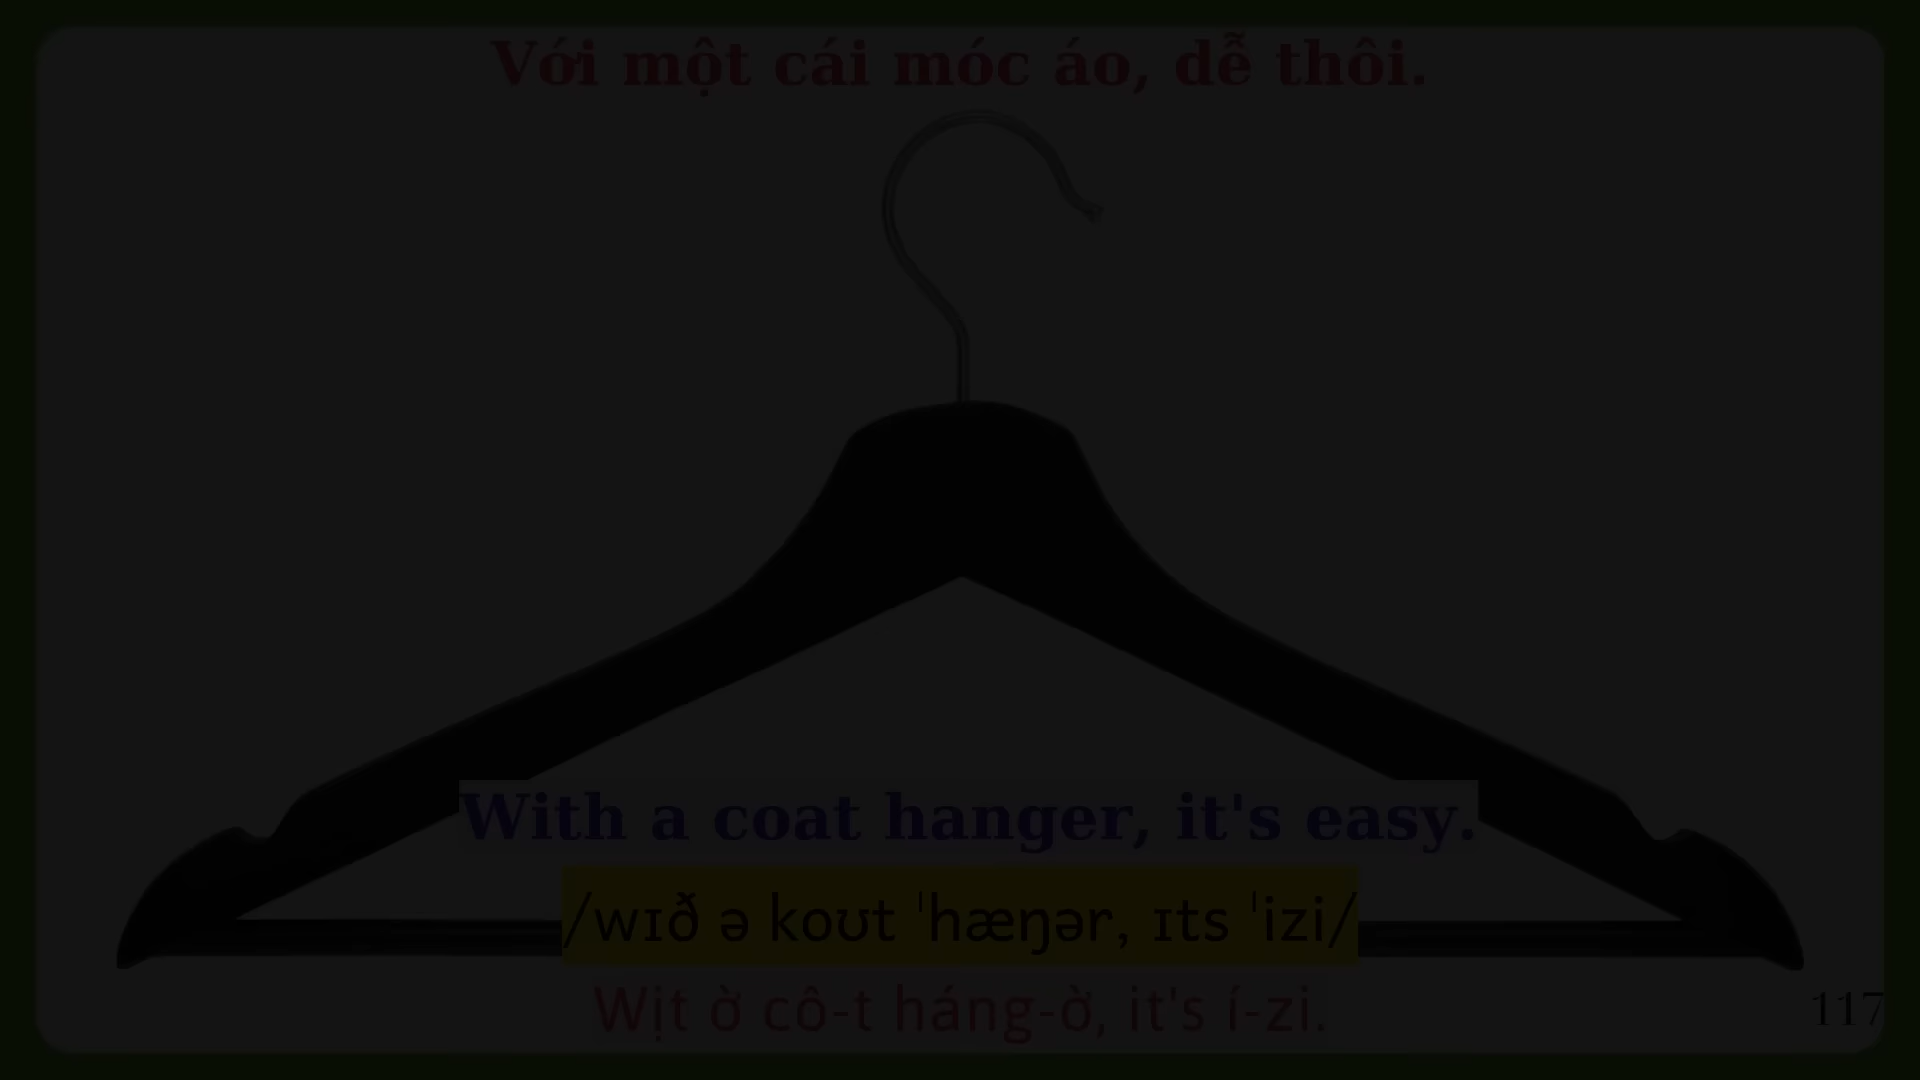 Với một cái móc áo, dễ thôi.
With a coat hanger, it's easy.
/wɪð ə koʊt ˈhæŋər, ɪts ˈizi/
Wịt ờ cô-t háng-ờ, it's í-zi.
117